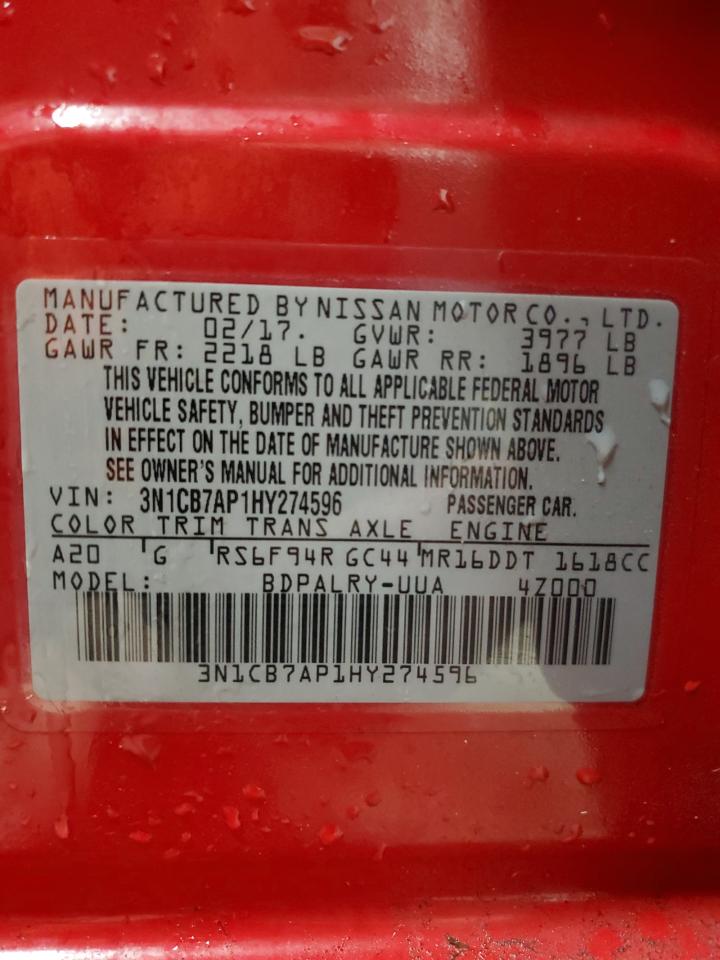 MANUFACTURED BY NISSAN MOTOR CO., LTD.
DATE: 02/17. GVWR: 3977 LB
GAWR FR: 2218 LB GAWR RR: 1896 LB
THIS VEHICLE CONFORMS TO ALL APPLICABLE FEDERAL MOTOR
VEHICLE SAFETY, BUMPER AND THEFT PREVENTION STANDARDS
IN EFFECT ON THE DATE OF MANUFACTURE SHOWN ABOVE.
SEE OWNER'S MANUAL FOR ADDITIONAL INFORMATION.
VIN: 3N1CB7AP1HY274596 PASSENGER CAR.
COLOR TRIM TRANS AXLE ENGINE
A20 G RS6F94R GC44 MR16DDT 1618CC
MODEL: BDPALRY-UUA 4Z000
3N1CB7AP1HY274596